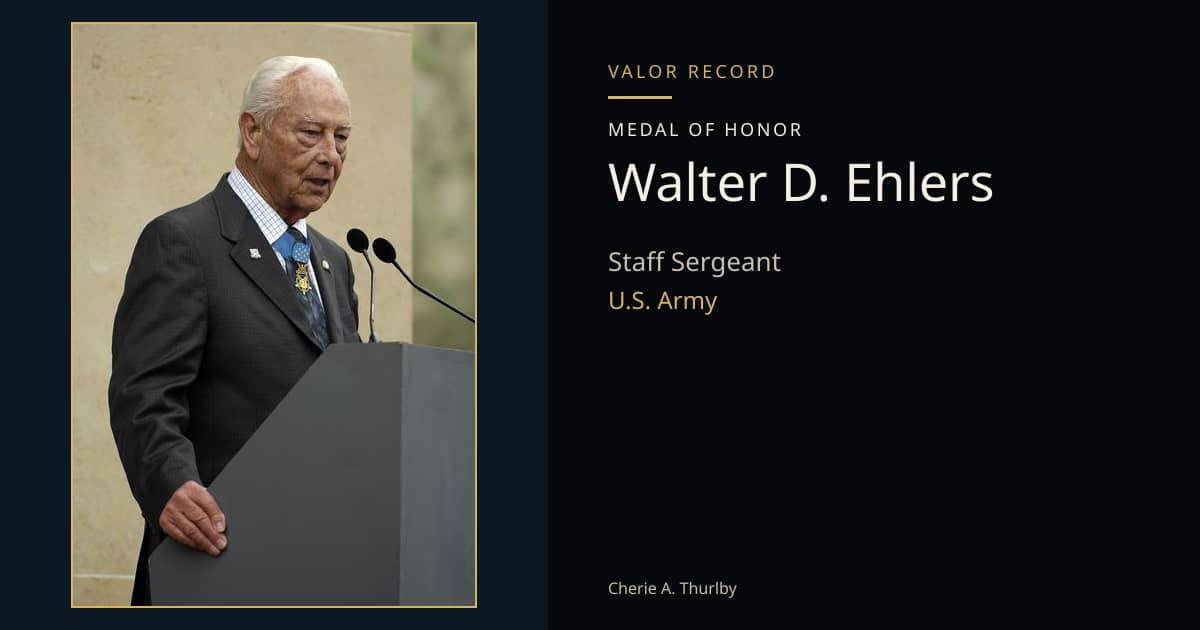 VALOR RECORD
MEDAL OF HONOR
Walter D. Ehlers
Staff Sergeant
U.S. Army
Cherie A. Thurlby